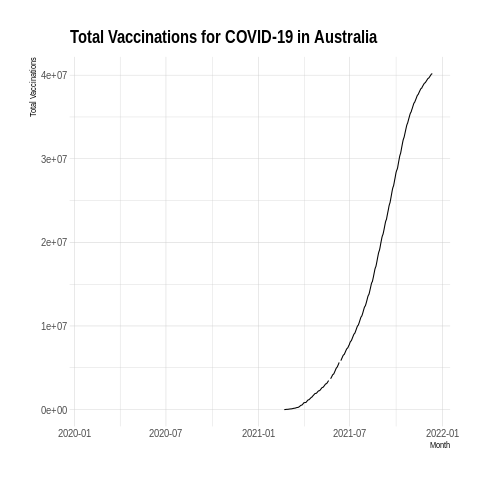 Total Vaccinations for COVID-19 in Australia
Total Vaccinations
4e+07
3e+07
2e+07
1e+07
0e+00
2020-01 2020-07 2021-01 2021-07 2022-01
Month